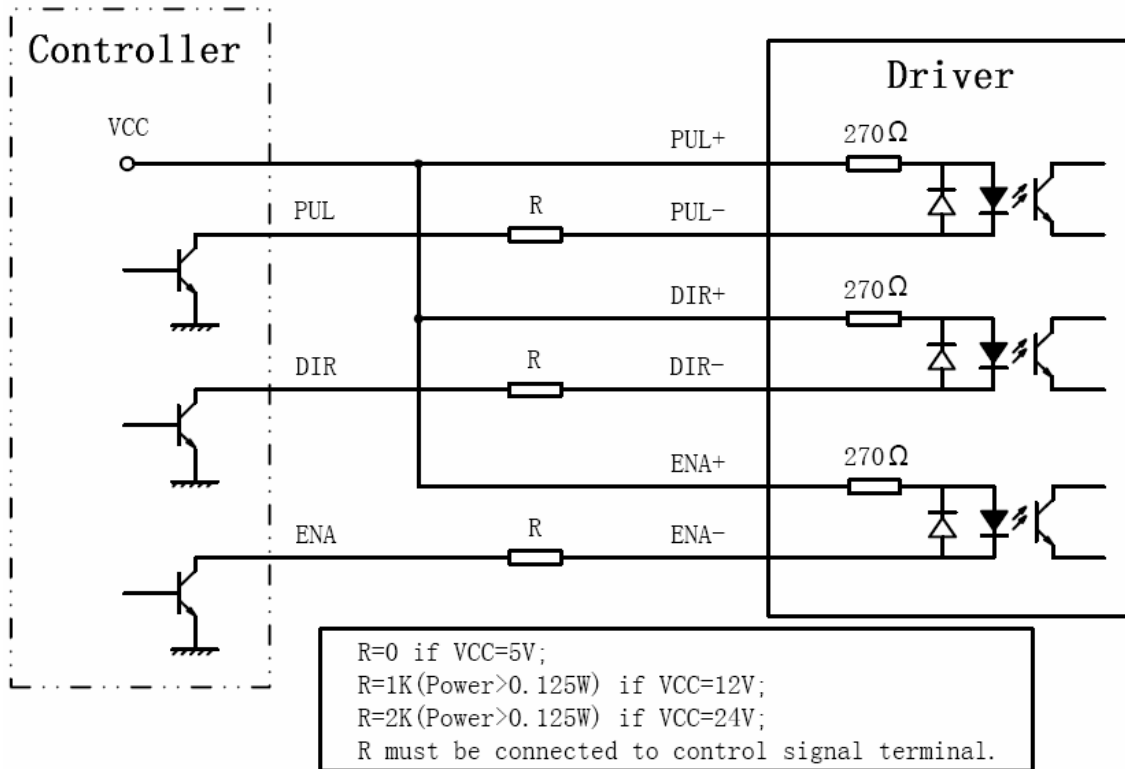 Controller
Driver
VCC
PUL+
270Ω
PUL
R
PUL-
DIR+
270Ω
DIR
R
DIR-
ENA+
270Ω
ENA
R
ENA-
R=0 if VCC=5V;
R=1K(Power>0.125W) if VCC=12V;
R=2K(Power>0.125W) if VCC=24V;
R must be connected to control signal terminal.